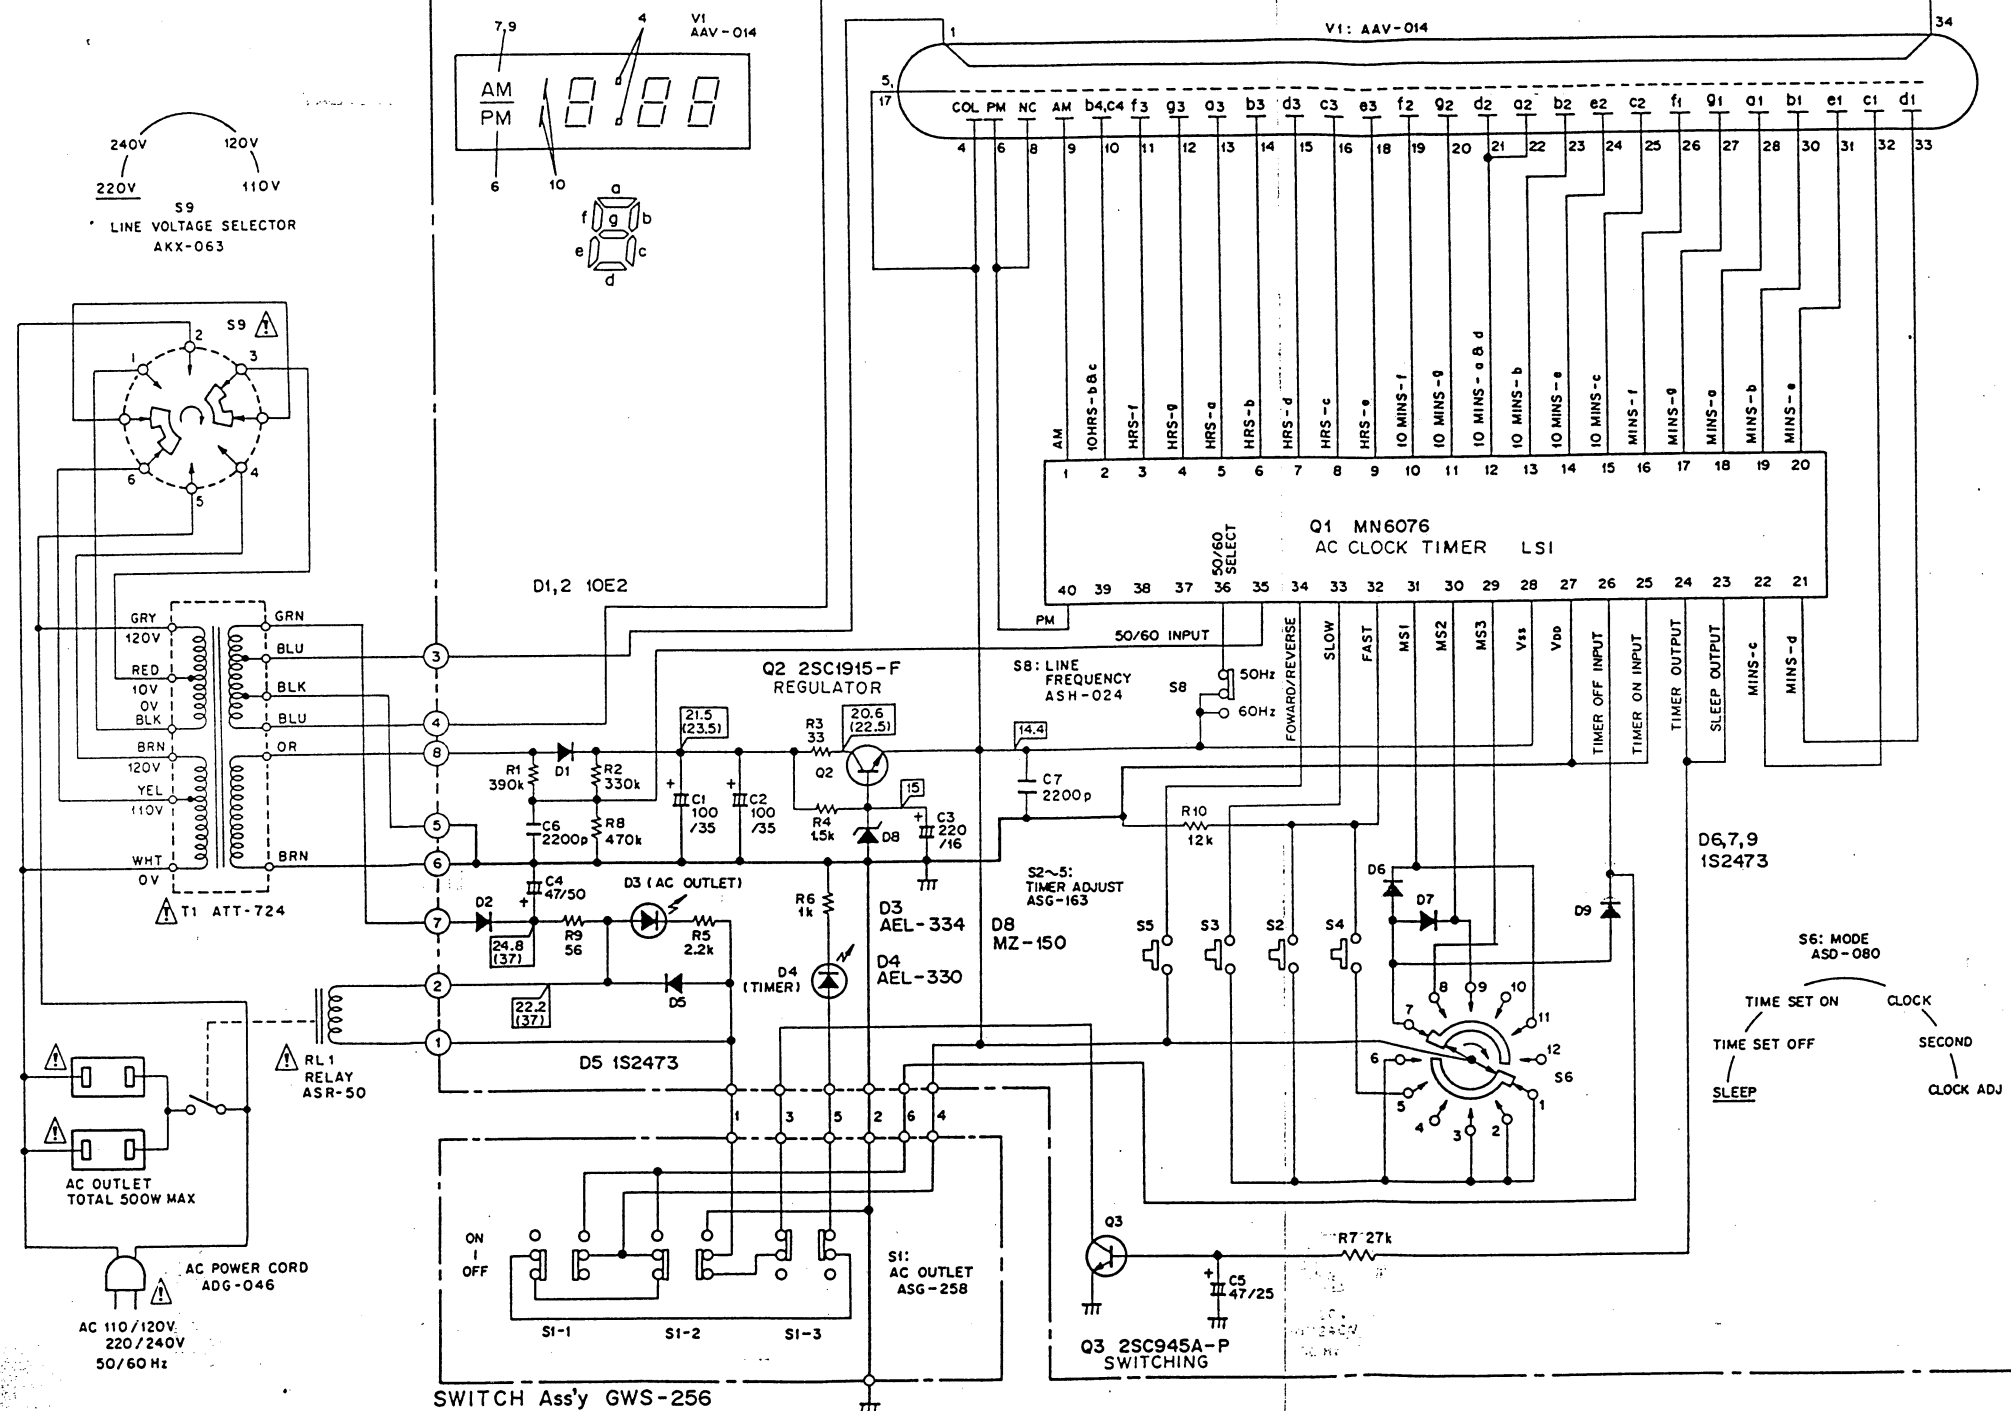 7,9
4
V1
AAV-014
AM
PM
6
10
a
f g b
e c
d
240V 120V
220V 110V
S9
LINE VOLTAGE SELECTOR
AKX-063
S9
1 2 3
6 5 4
1
V1: AAV-014
34
5,
17
COL PM NC AM b4,c4 f3 g3 a3 b3 d3 c3 e3 f2 g2 d2 a2 b2 e2 c2 f1 g1 a1 b1 e1 c1 d1
4 6 8 9 10 11 12 13 14 15 16 18 19 20 21 22 23 24 25 26 27 28 30 31 32 33
AM
10HRS-b&c
HRS-f
HRS-g
HRS-a
HRS-b
HRS-d
HRS-c
HRS-e
10 MINS-f
10 MINS-g
10 MINS-a & d
10 MINS-b
10 MINS-e
10 MINS-c
MINS-f
MINS-g
MINS-a
MINS-b
MINS-e
1 2 3 4 5 6 7 8 9 10 11 12 13 14 15 16 17 18 19 20
Q1 MN6076
AC CLOCK TIMER LSI
50/60
SELECT
40 39 38 37 36 35 34 33 32 31 30 29 28 27 26 25 24 23 22 21
PM
50/60 INPUT
FOWARD/REVERSE
SLOW
FAST
MS1
MS2
MS3
VSS
VDD
TIMER OFF INPUT
TIMER ON INPUT
TIMER OUTPUT
SLEEP OUTPUT
MINS-c
MINS-d
D1,2 10E2
GRY
120V
RED
10V
0V
BLK
BRN
120V
YEL
110V
WHT
0V
GRN
BLU
BLK
BLU
OR
BRN
T1 ATT-724
3
4
8
5
6
7
2
1
Q2 2SC1915-F
REGULATOR
S8: LINE
FREQUENCY
ASH-024
S8
50Hz
60Hz
21.5
(23.5)
R3
33
20.6
(22.5)
14.4
R1
390k
D1
R2
330k
Q2
C1
100
/35
C2
100
/35
R4
1.5k
15
D8
C3
220
/16
C7
2200p
C6
2200p
R8
470k
R10
12k
D6,7,9
1S2473
C4
47/50
D3 (AC OUTLET)
D2
24.8
(37)
R9
56
R5
2.2k
R6
1k
D3
AEL-334
D4
AEL-330
D8
MZ-150
S2~5:
TIMER ADJUST
ASG-163
S5 S3 S2 S4
D6
D7
D9
D4
(TIMER)
D5
22.2
(37)
D5 1S2473
RL1
RELAY
ASR-50
S6: MODE
ASD-080
TIME SET ON CLOCK
TIME SET OFF SECOND
SLEEP CLOCK ADJ
7 8 9 10 11
6 12
5 4 3 2 1
S6
1 3 5 2 6 4
AC OUTLET
TOTAL 500W MAX
AC POWER CORD
ADG-046
AC 110/120V
220/240V
50/60Hz
ON
OFF
S1-1 S1-2 S1-3
S1:
AC OUTLET
ASG-258
Q3
R7 27k
C5
47/25
Q3 2SC945A-P
SWITCHING
SWITCH Ass'y GWS-256